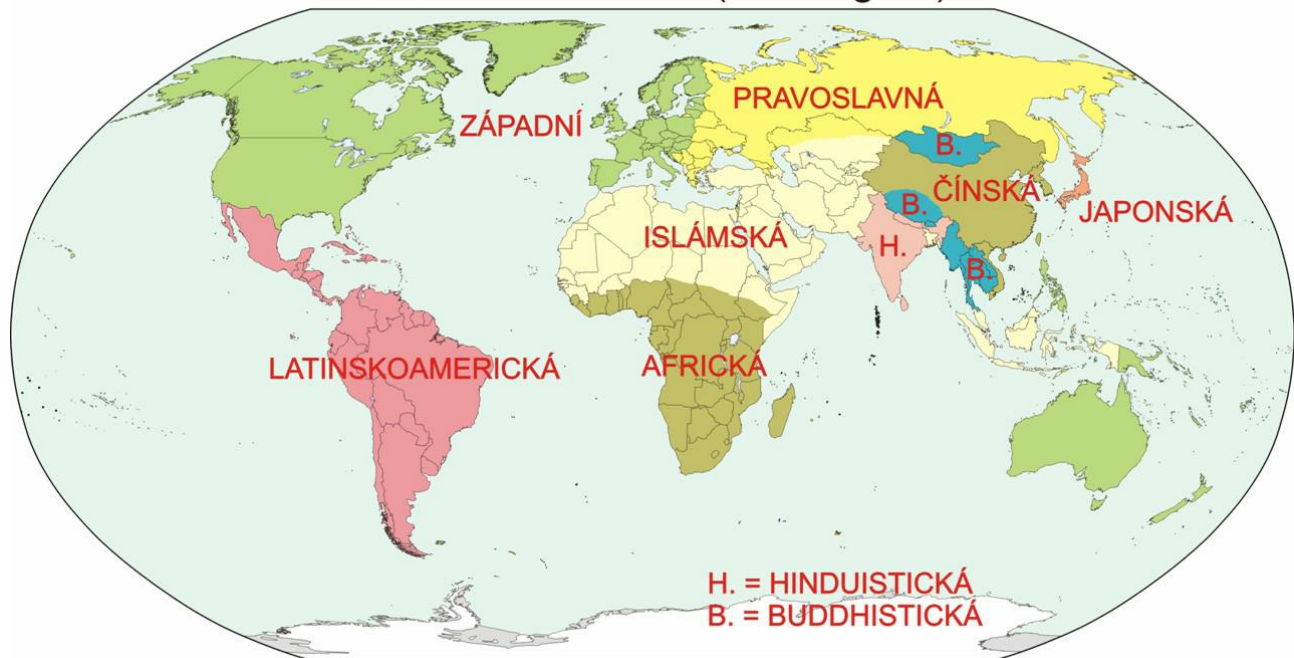 ZÁPADNÍ
PRAVOSLAVNÁ
B.
ČÍNSKÁ
B.
JAPONSKÁ
ISLÁMSKÁ
H.
B.
LATINSKOAMERICKÁ
AFRICKÁ
H. = HINDUISTICKÁ
B. = BUDDHISTICKÁ